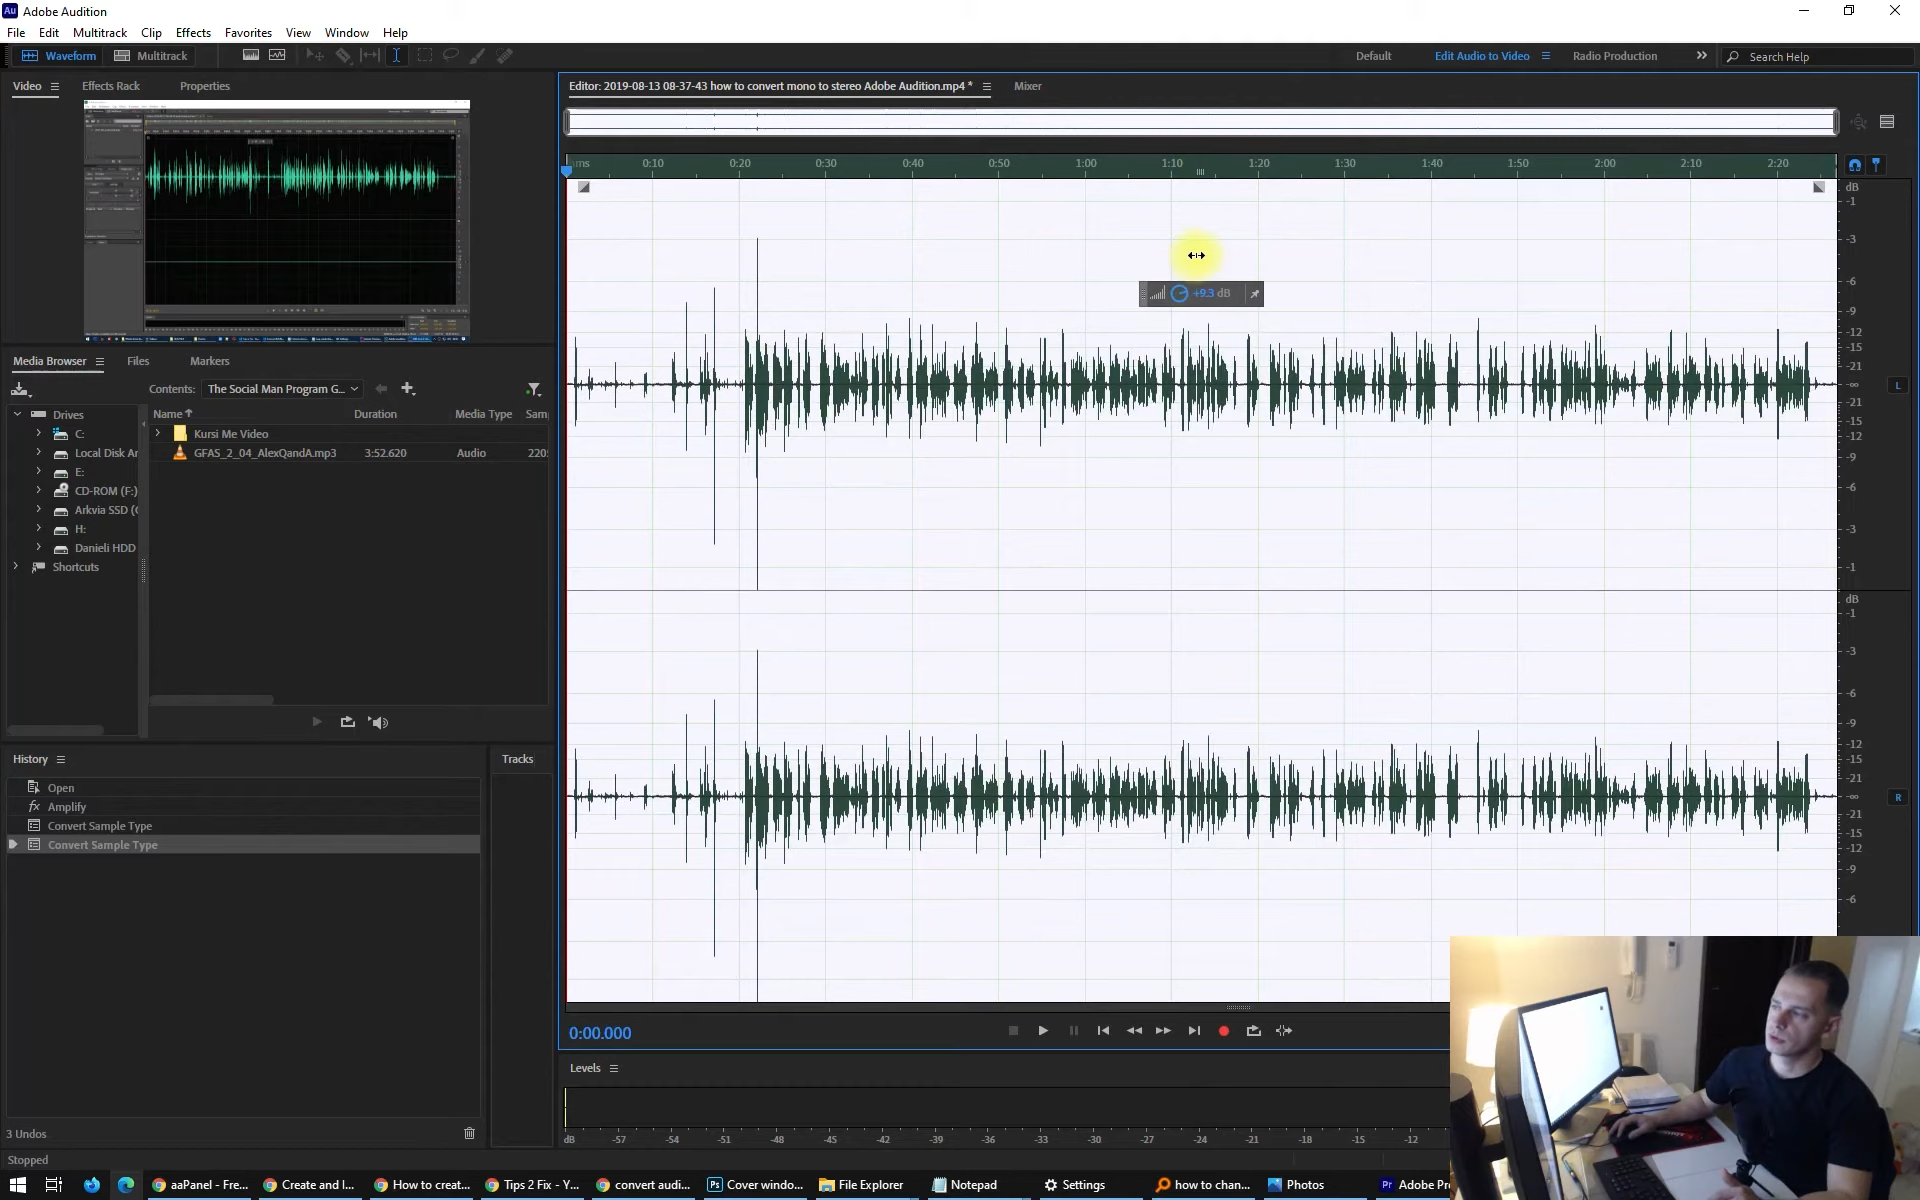 Au Adobe Audition
File Edit Multitrack Clip Effects Favorites View Window Help
Waveform Multitrack Default Edit Audio to Video Radio Production Search Help
Video Effects Rack Properties
Editor: 2019-08-13 08-37-43 how to convert mono to stereo Adobe Audition.mp4 * Mixer
ms 0:10 0:20 0:30 0:40 0:50 1:00 1:10 1:20 1:30 1:40 1:50 2:00 2:10 2:20
dB
-1
-3
-6
-9
-12
-15
-21
-∞
-21
-15
-12
-9
-6
-3
-1
L
+9.3 dB
dB
-1
-3
-6
-9
-12
-15
-21
-∞
-21
-15
-12
-9
-6
R
Media Browser Files Markers
Contents: The Social Man Program G...
Drives
C:
Local Disk Ar
E:
CD-ROM (F:)
Arkvia SSD (
H:
Danieli HDD
Shortcuts
Name Duration Media Type Sam
Kursi Me Video
GFAS_2_04_AlexQandA.mp3 3:52.620 Audio 220
History
Open
fx Amplify
Convert Sample Type
Convert Sample Type
3 Undos
Stopped
Tracks
0:00.000
Levels
dB -57 -54 -51 -48 -45 -42 -39 -36 -33 -30 -27 -24 -21 -18 -15 -12
aaPanel - Fre... Create and I... How to creat... Tips 2 Fix - Y... convert audi... Ps Cover windo... File Explorer Notepad Settings how to chan... Photos Pr Adobe Pr